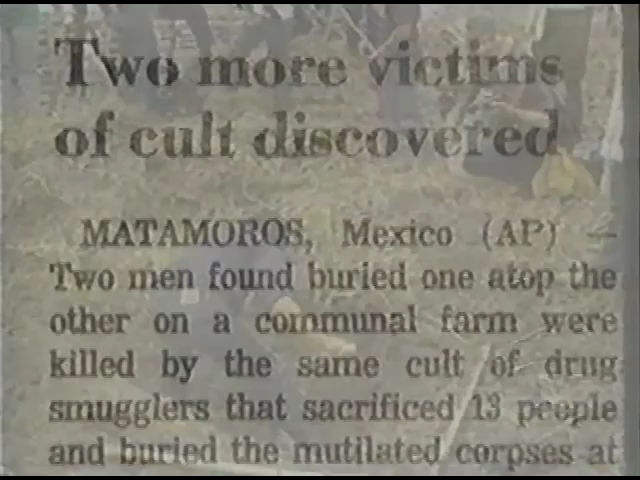 Two more victims
of cult discovered
MATAMOROS, Mexico (AP) —
Two men found buried one atop the
other on a communal farm were
killed by the same cult of drug
smugglers that sacrificed 13 people
and buried the mutilated corpses at